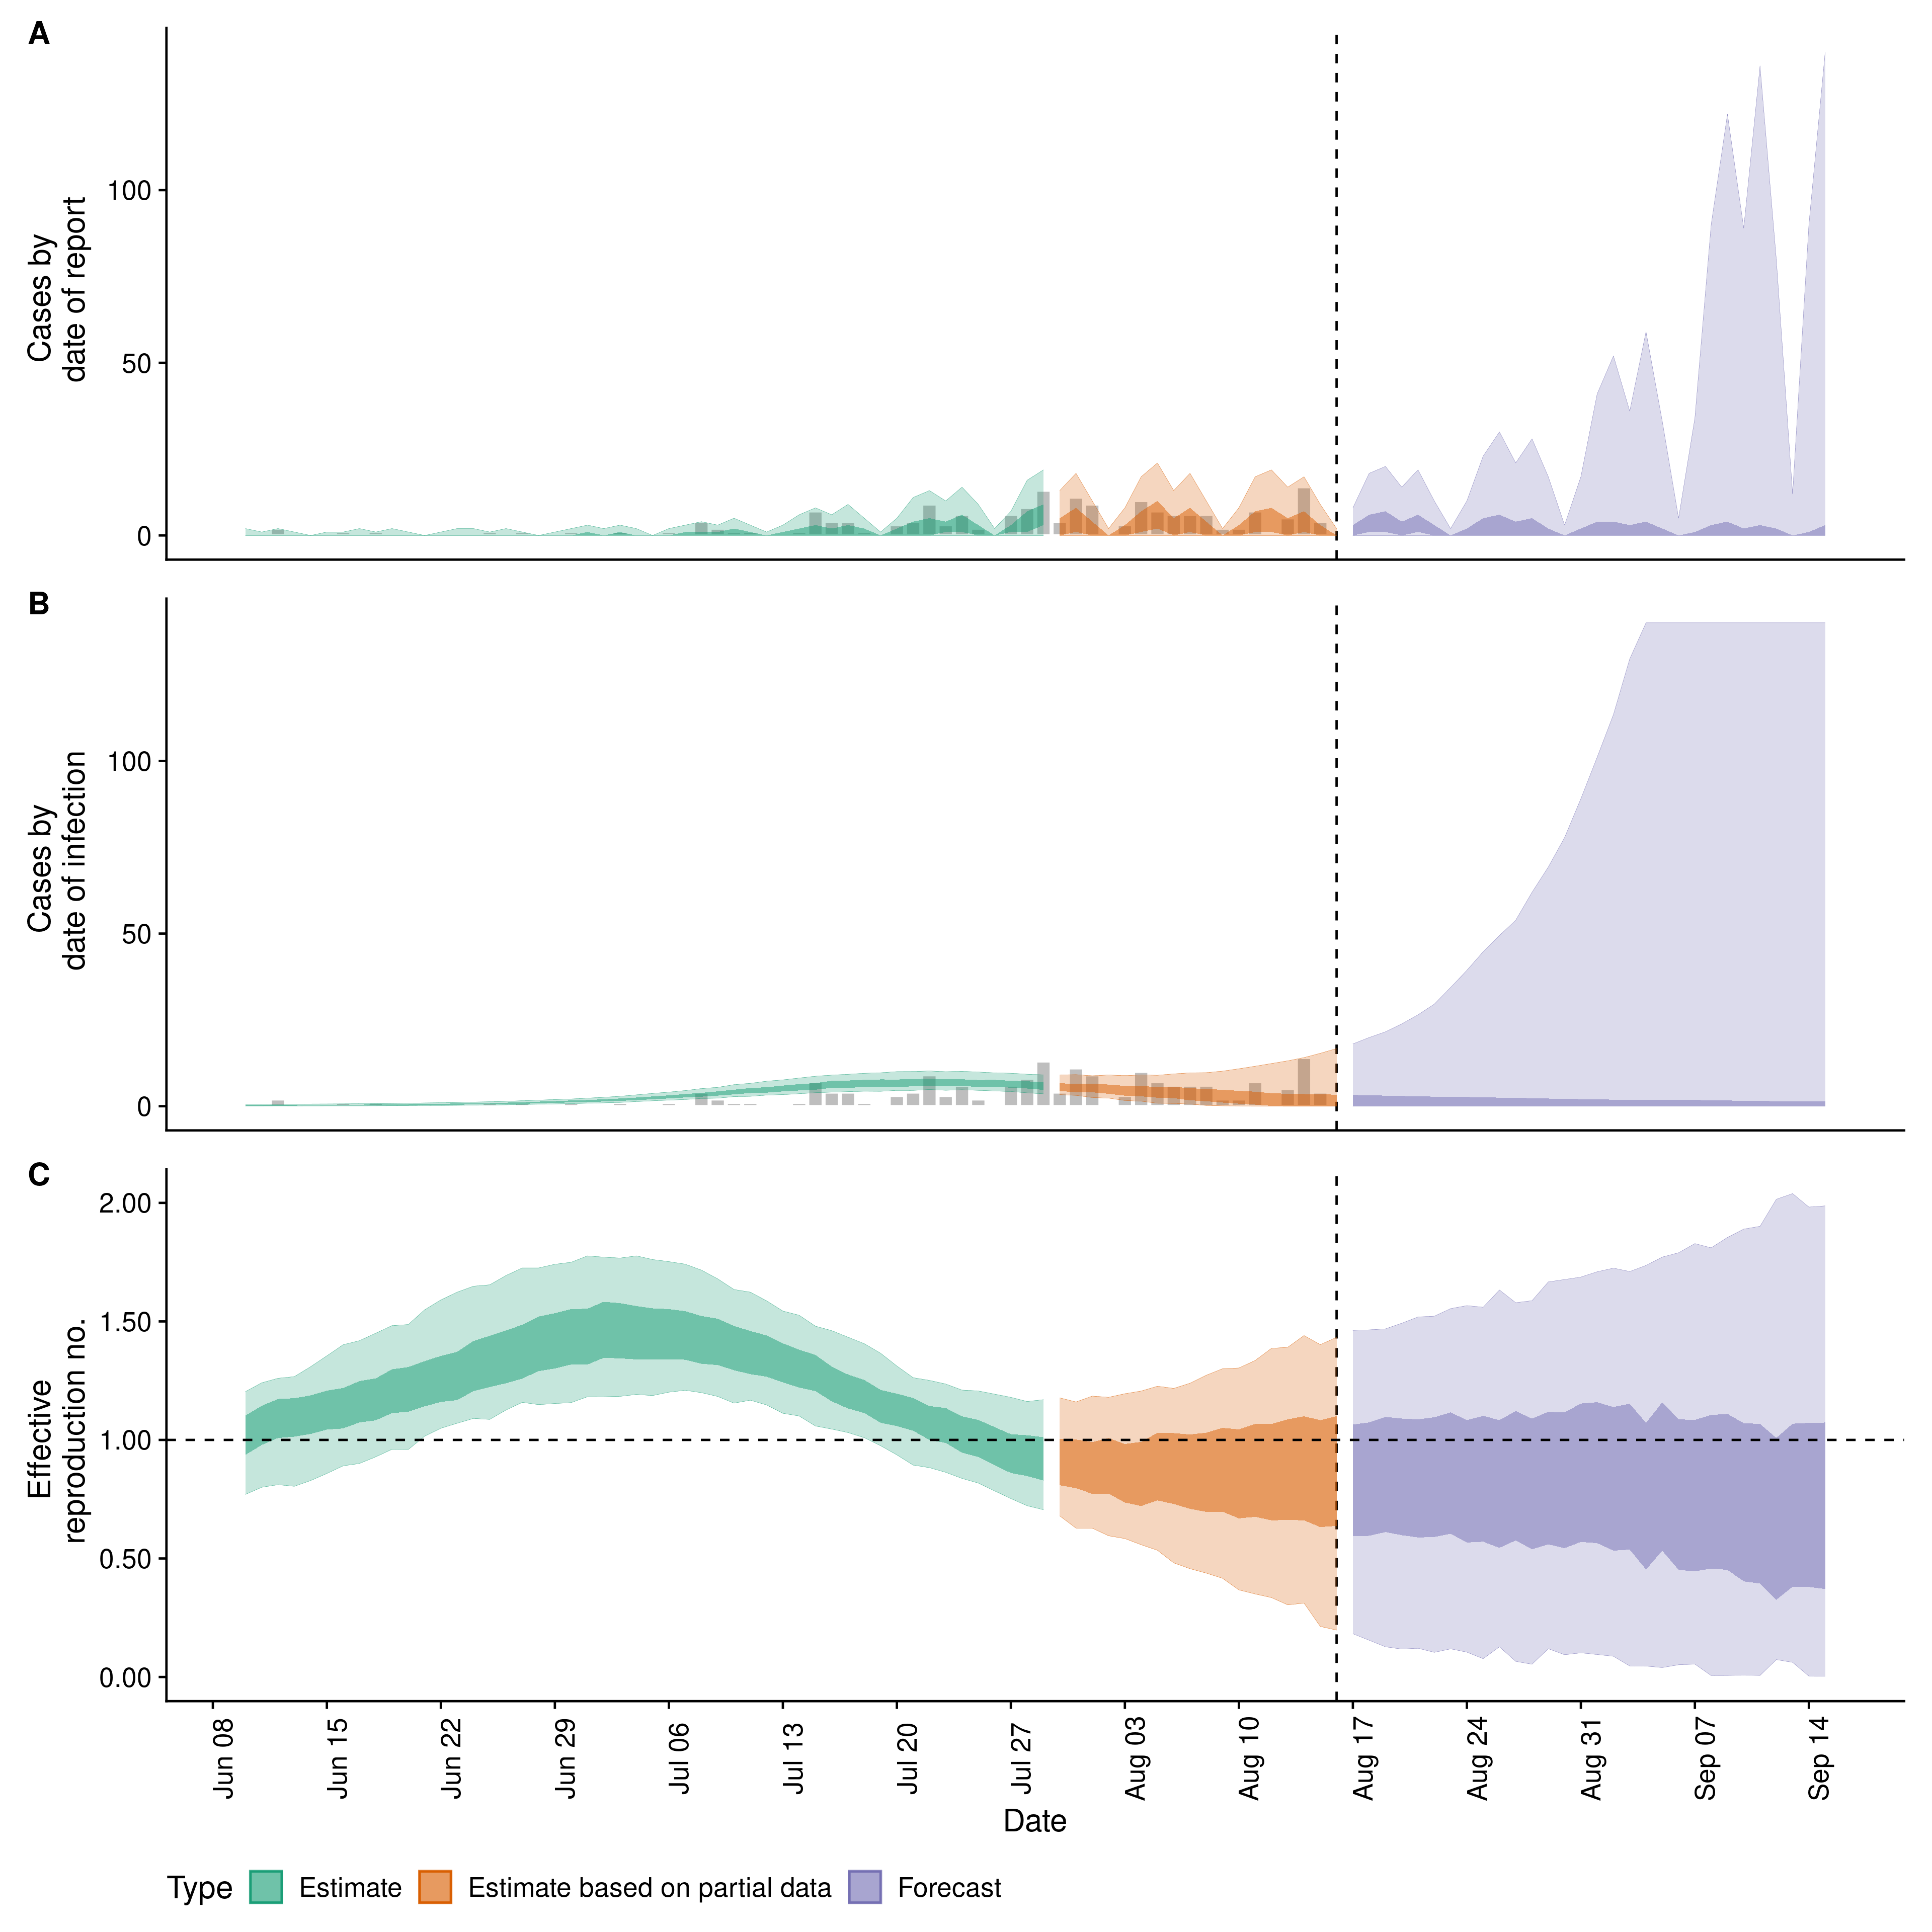 A
Cases by
date of report
100
50
0
B
Cases by
date of infection
100
50
0
C
Effective
reproduction no.
2.00
1.50
1.00
0.50
0.00
Jun 08
Jun 15
Jun 22
Jun 29
Jul 06
Jul 13
Jul 20
Jul 27
Aug 03
Aug 10
Aug 17
Aug 24
Aug 31
Sep 07
Sep 14
Date
Type Estimate Estimate based on partial data Forecast